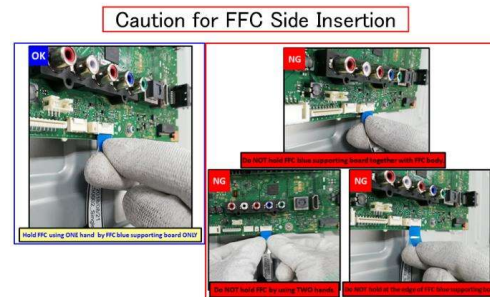 Caution for FFC Side Insertion
OK
Hold FFC using ONE hand by FFC blue supporting board ONLY
NG
Do NOT hold FFC blue supporting board together with FFC body.
NG
Do NOT hold FFC by using TWO hands.
NG
Do NOT hold at the edge of FFC blue supporting